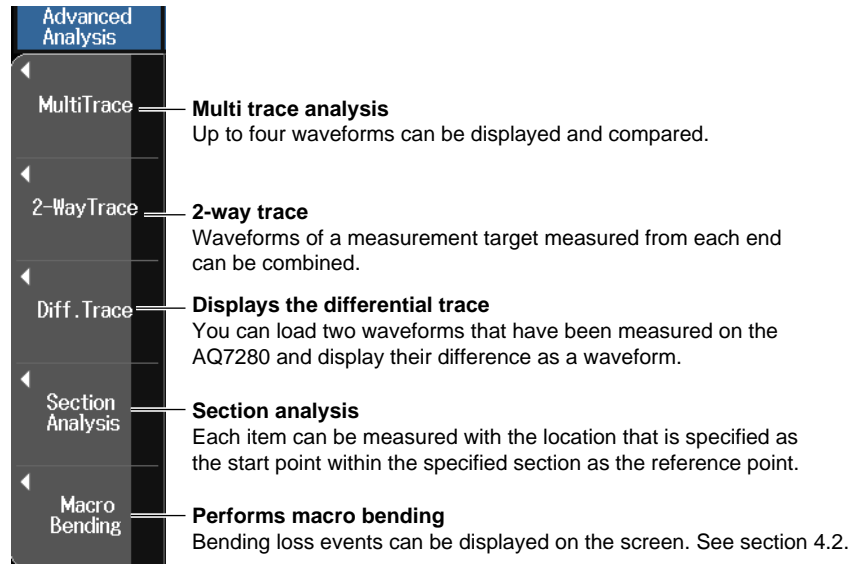 Advanced
Analysis
MultiTrace
Multi trace analysis
Up to four waveforms can be displayed and compared.
2-WayTrace
2-way trace
Waveforms of a measurement target measured from each end
can be combined.
Diff.Trace
Displays the differential trace
You can load two waveforms that have been measured on the
AQ7280 and display their difference as a waveform.
Section
Analysis
Section analysis
Each item can be measured with the location that is specified as
the start point within the specified section as the reference point.
Macro
Bending
Performs macro bending
Bending loss events can be displayed on the screen. See section 4.2.